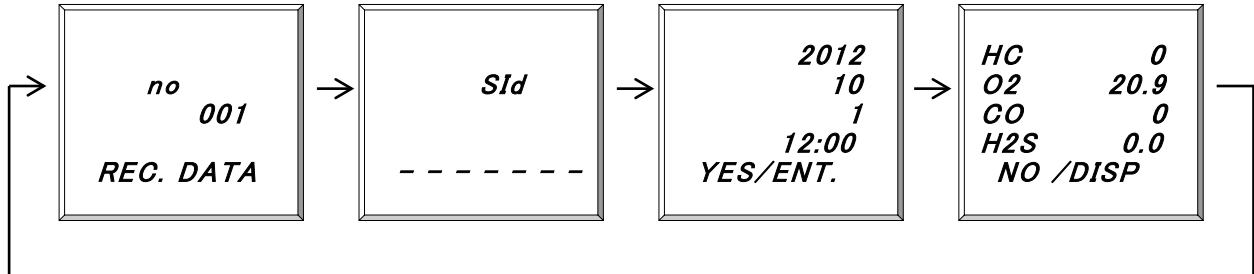 no
001
REC. DATA
SId
- - - - - - -
2012
10
1
12:00
YES/ENT.
HC 0
O2 20.9
CO 0
H2S 0.0
NO /DISP